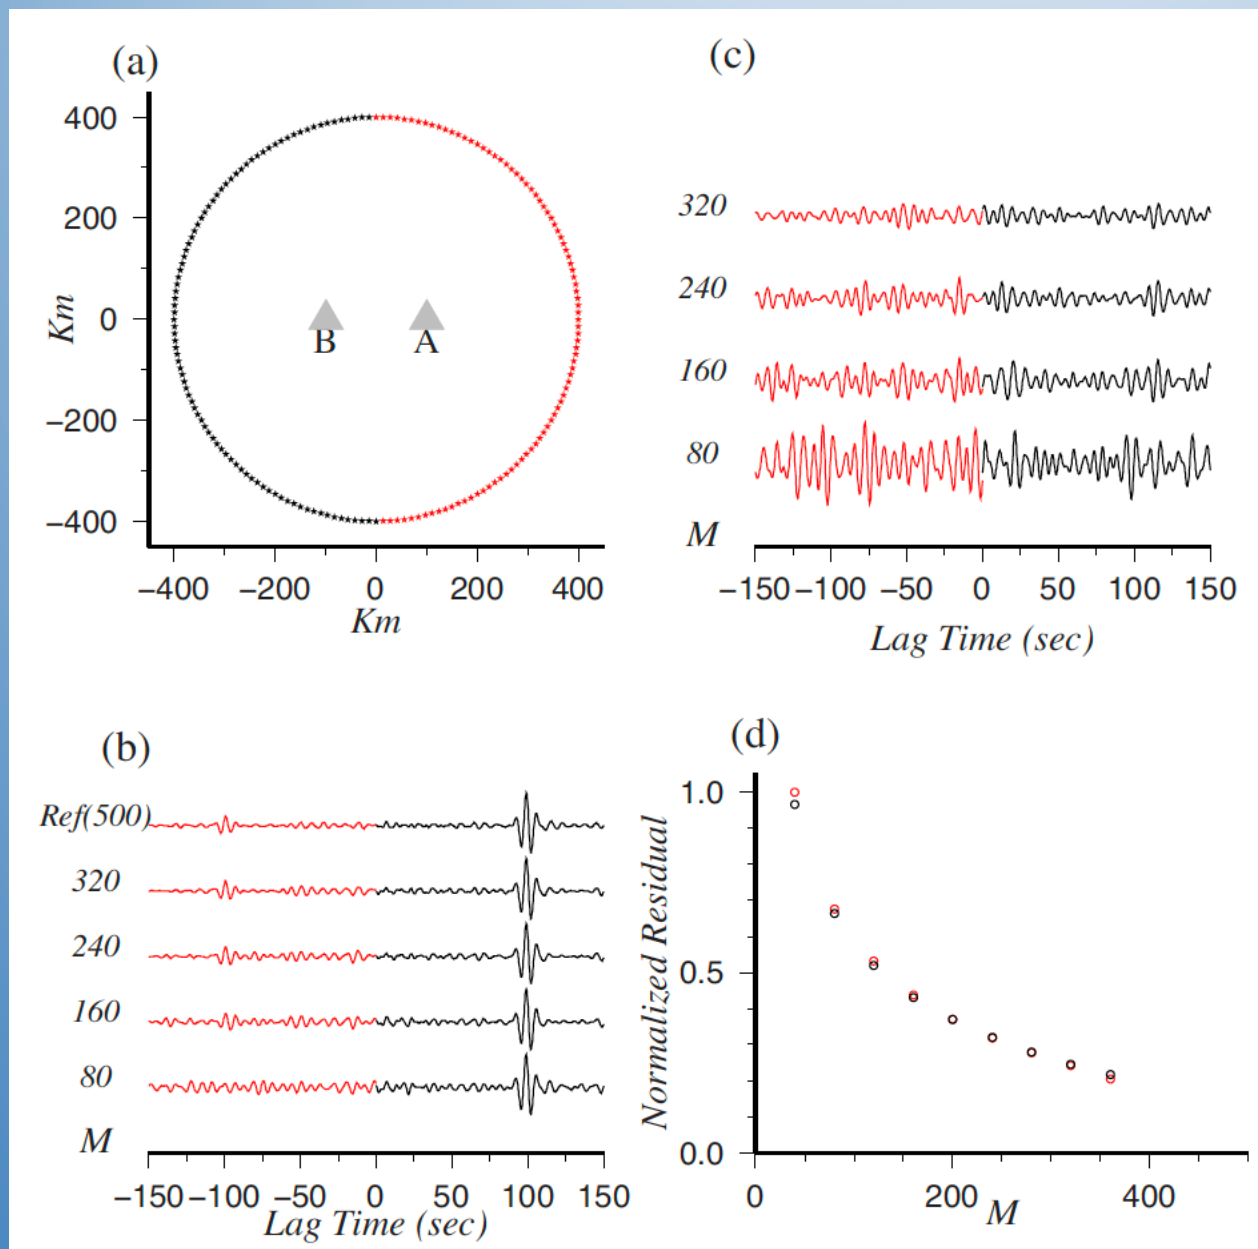 (a)
400
200
0
−200
−400
Km
B
A
−400 −200 0 200 400
Km
(c)
320
240
160
80
M
−150 −100 −50 0 50 100 150
Lag Time (sec)
(b)
Ref(500)
320
240
160
80
M
−150 −100 −50 0 50 100 150
Lag Time (sec)
(d)
1.0
0.5
0.0
Normalized Residual
0 200 400
M